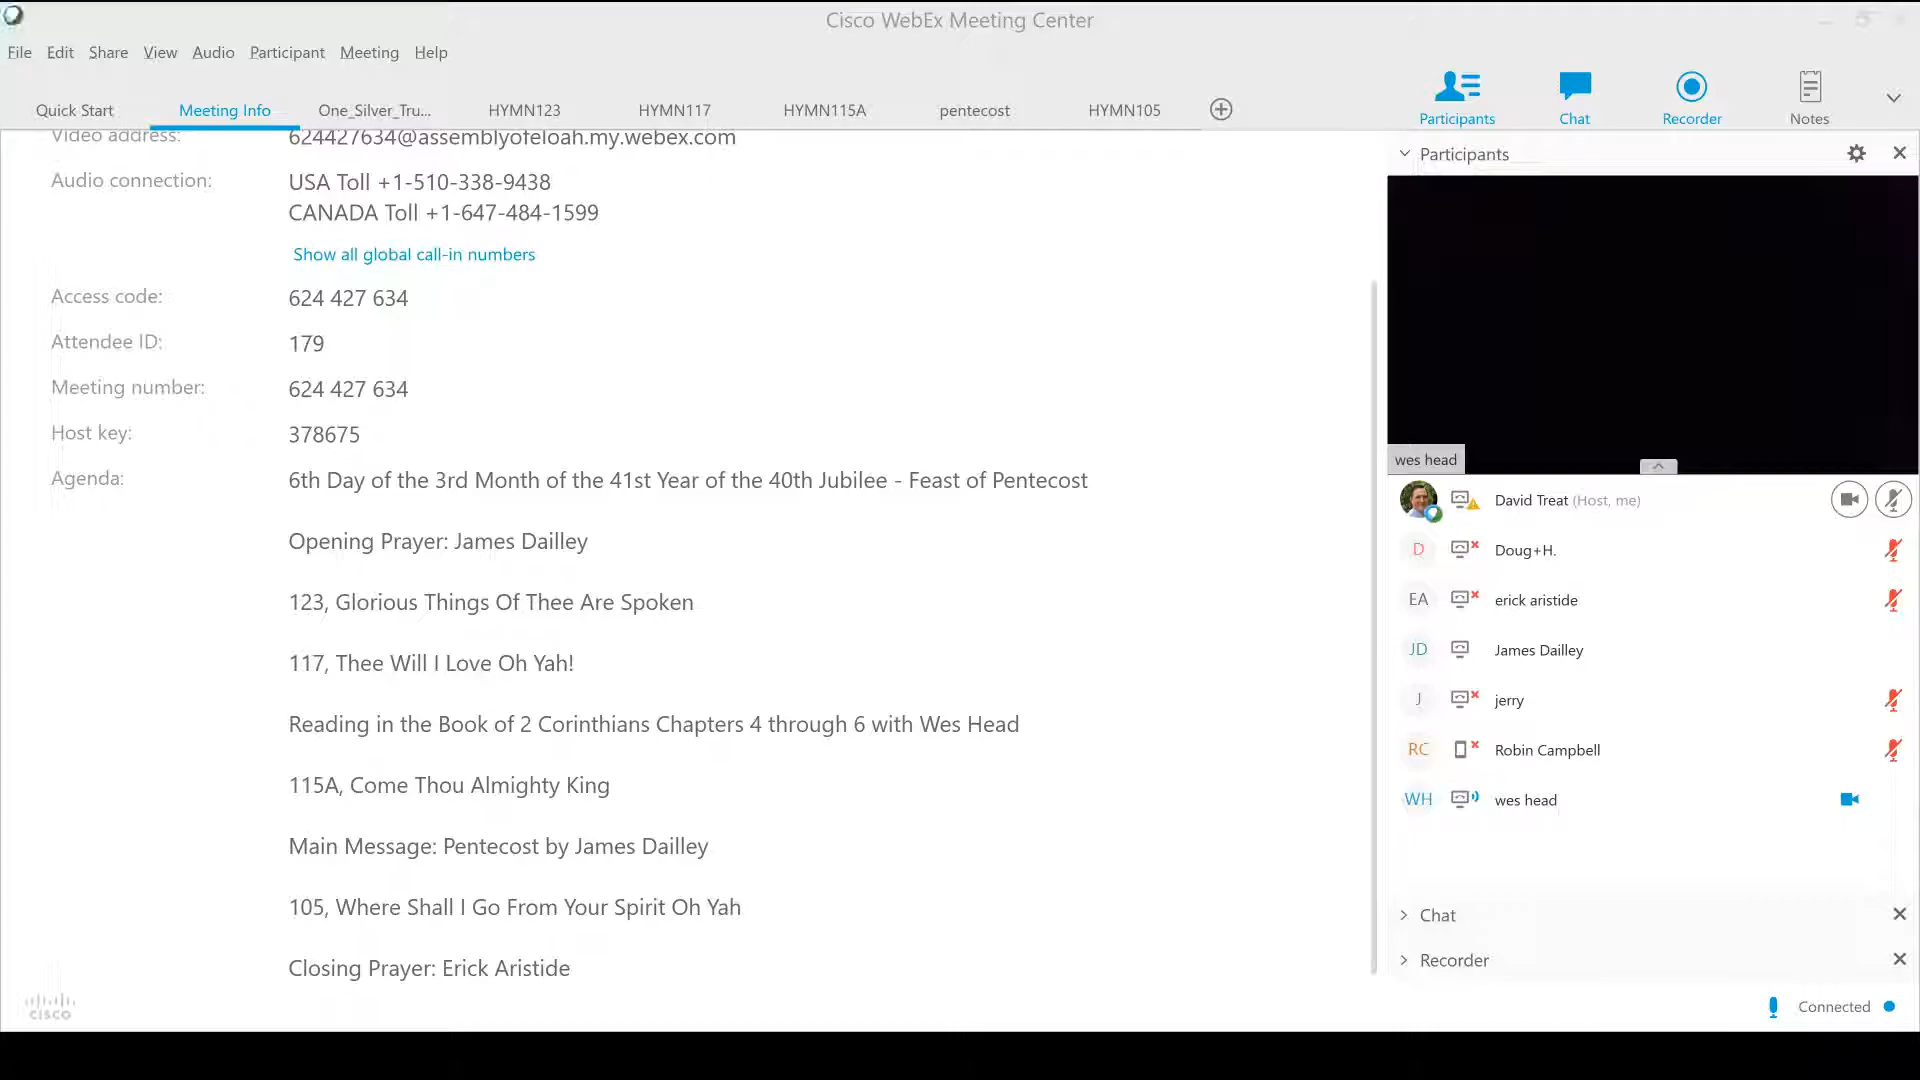 Cisco WebEx Meeting Center
File Edit Share View Audio Participant Meeting Help
Quick Start Meeting Info One_Silver_Tru... HYMN123 HYMN117 HYMN115A pentecost HYMN105
Participants Chat Recorder Notes
Video address: 624427634@assemblyofeloah.my.webex.com
Audio connection: USA Toll +1-510-338-9438
CANADA Toll +1-647-484-1599
Show all global call-in numbers
Access code: 624 427 634
Attendee ID: 179
Meeting number: 624 427 634
Host key: 378675
Agenda: 6th Day of the 3rd Month of the 41st Year of the 40th Jubilee - Feast of Pentecost
Opening Prayer: James Dailley
123, Glorious Things Of Thee Are Spoken
117, Thee Will I Love Oh Yah!
Reading in the Book of 2 Corinthians Chapters 4 through 6 with Wes Head
115A, Come Thou Almighty King
Main Message: Pentecost by James Dailley
105, Where Shall I Go From Your Spirit Oh Yah
Closing Prayer: Erick Aristide
CISCO
Participants
wes head
David Treat (Host, me)
D Doug+H.
EA erick aristide
JD James Dailley
J jerry
RC Robin Campbell
WH wes head
Chat
Recorder
Connected